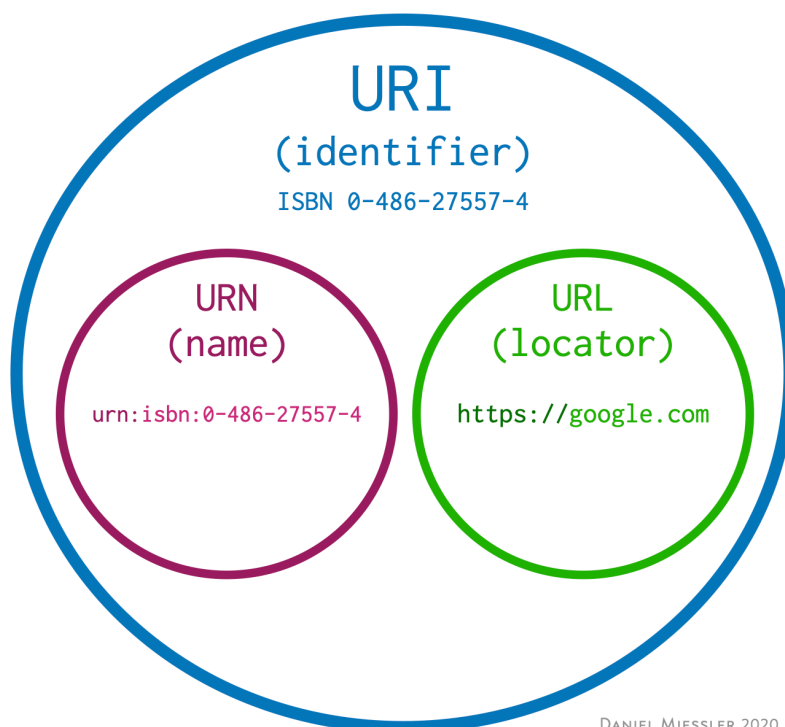 URI
(identifier)
ISBN 0-486-27557-4
URN
(name)
urn:isbn:0-486-27557-4
URL
(locator)
https://google.com
DANIEL MIESSLER 2020